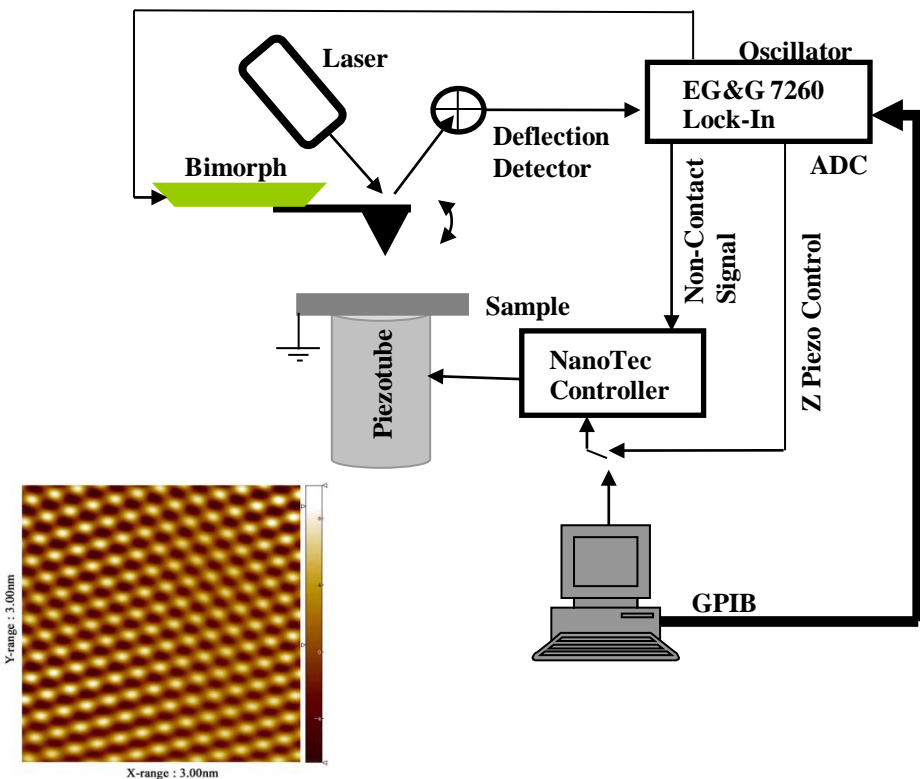 Oscillator
Laser
EG&G 7260
Lock-In
Deflection
Detector
ADC
Bimorph
Non-Contact
Signal
Z Piezo Control
Sample
NanoTec
Controller
Piezotube
GPIB
Y-range : 3.00nm
X-range : 3.00nm